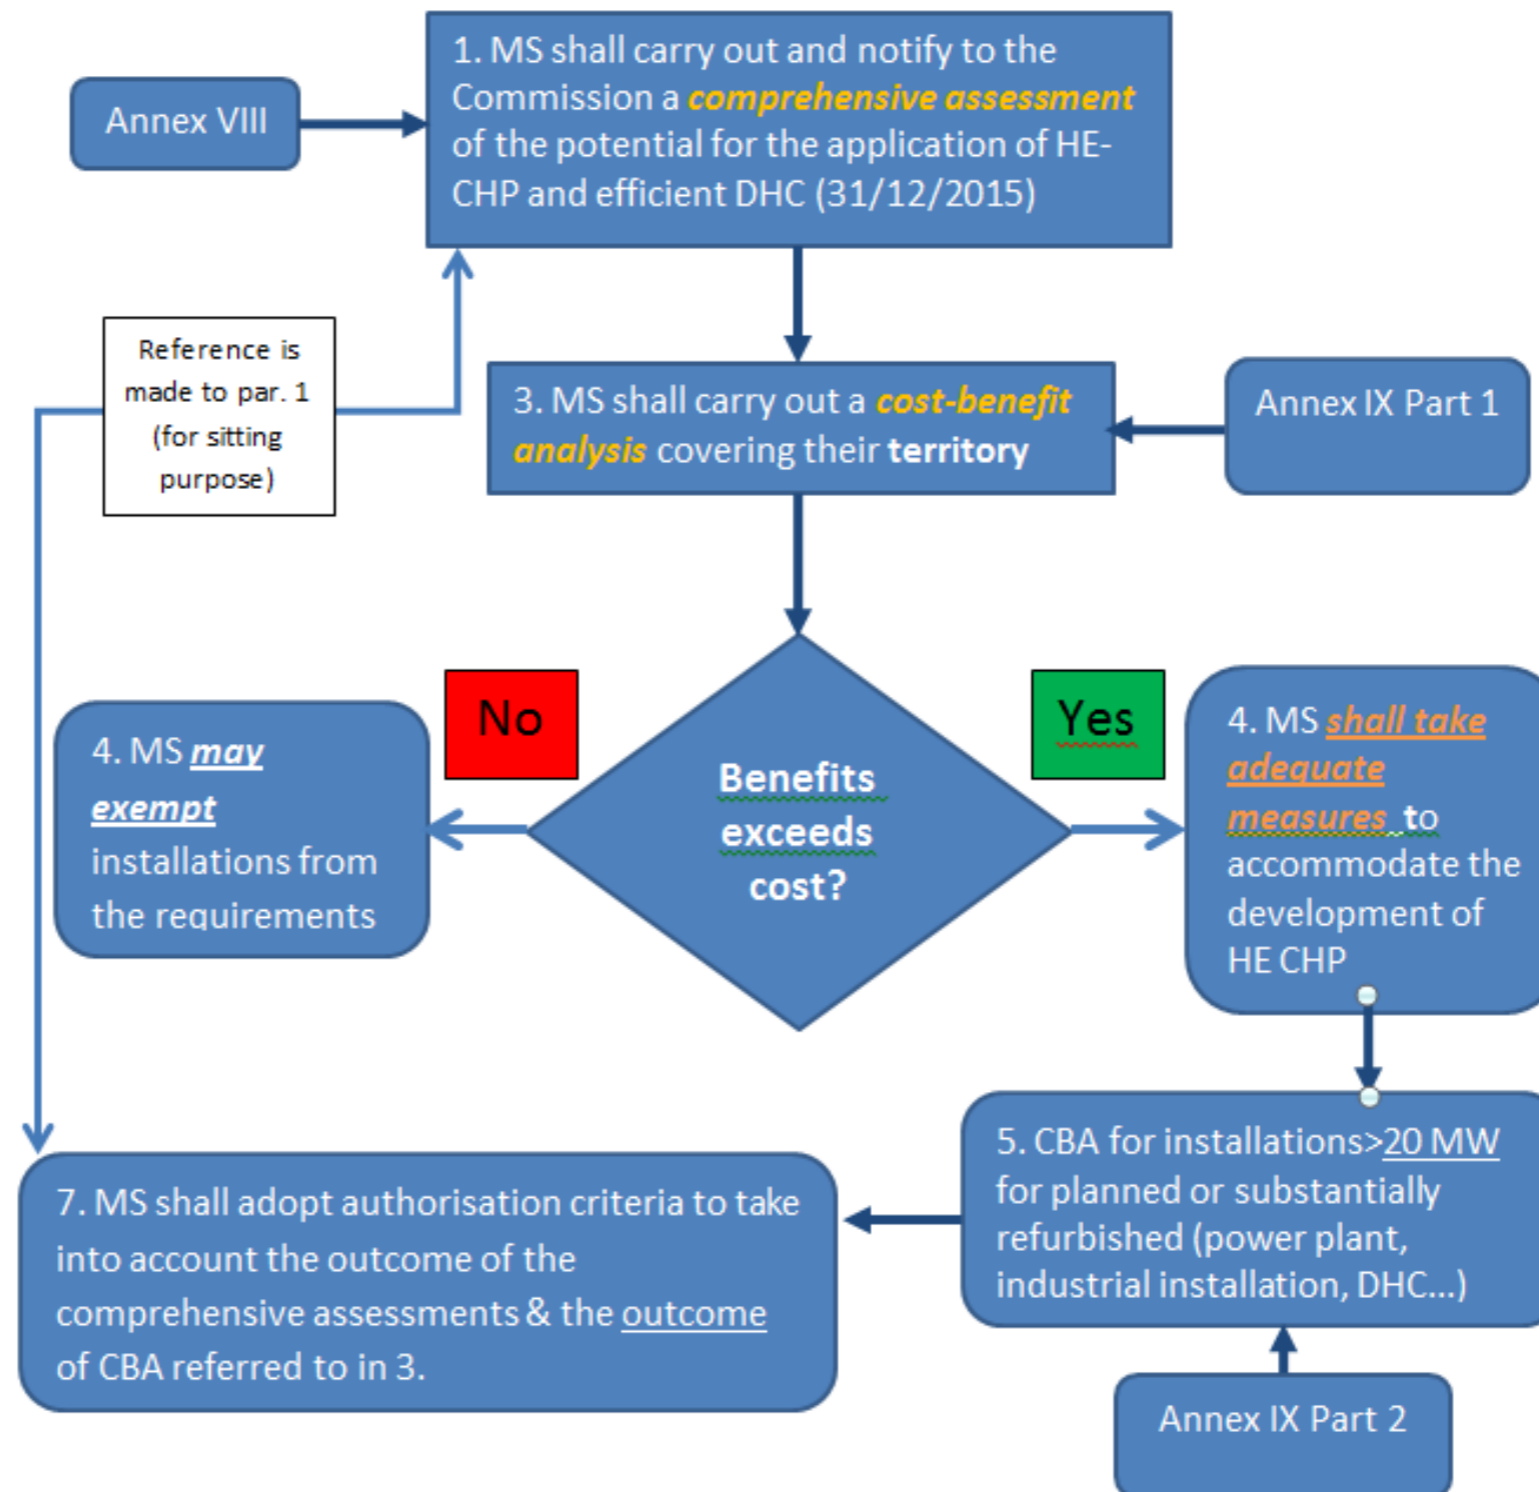 1. MS shall carry out and notify to the
Commission a comprehensive assessment
of the potential for the application of HE-
CHP and efficient DHC (31/12/2015)
Annex VIII
Reference is
made to par. 1
(for sitting
purpose)
3. MS shall carry out a cost-benefit
analysis covering their territory
Annex IX Part 1
No
Yes
4. MS may
exempt
installations from
the requirements
Benefits
exceeds
cost?
4. MS shall take
adequate
measures to
accommodate the
development of
HE CHP
5. CBA for installations>20 MW
for planned or substantially
refurbished (power plant,
industrial installation, DHC...)
7. MS shall adopt authorisation criteria to take
into account the outcome of the
comprehensive assessments & the outcome
of CBA referred to in 3.
Annex IX Part 2